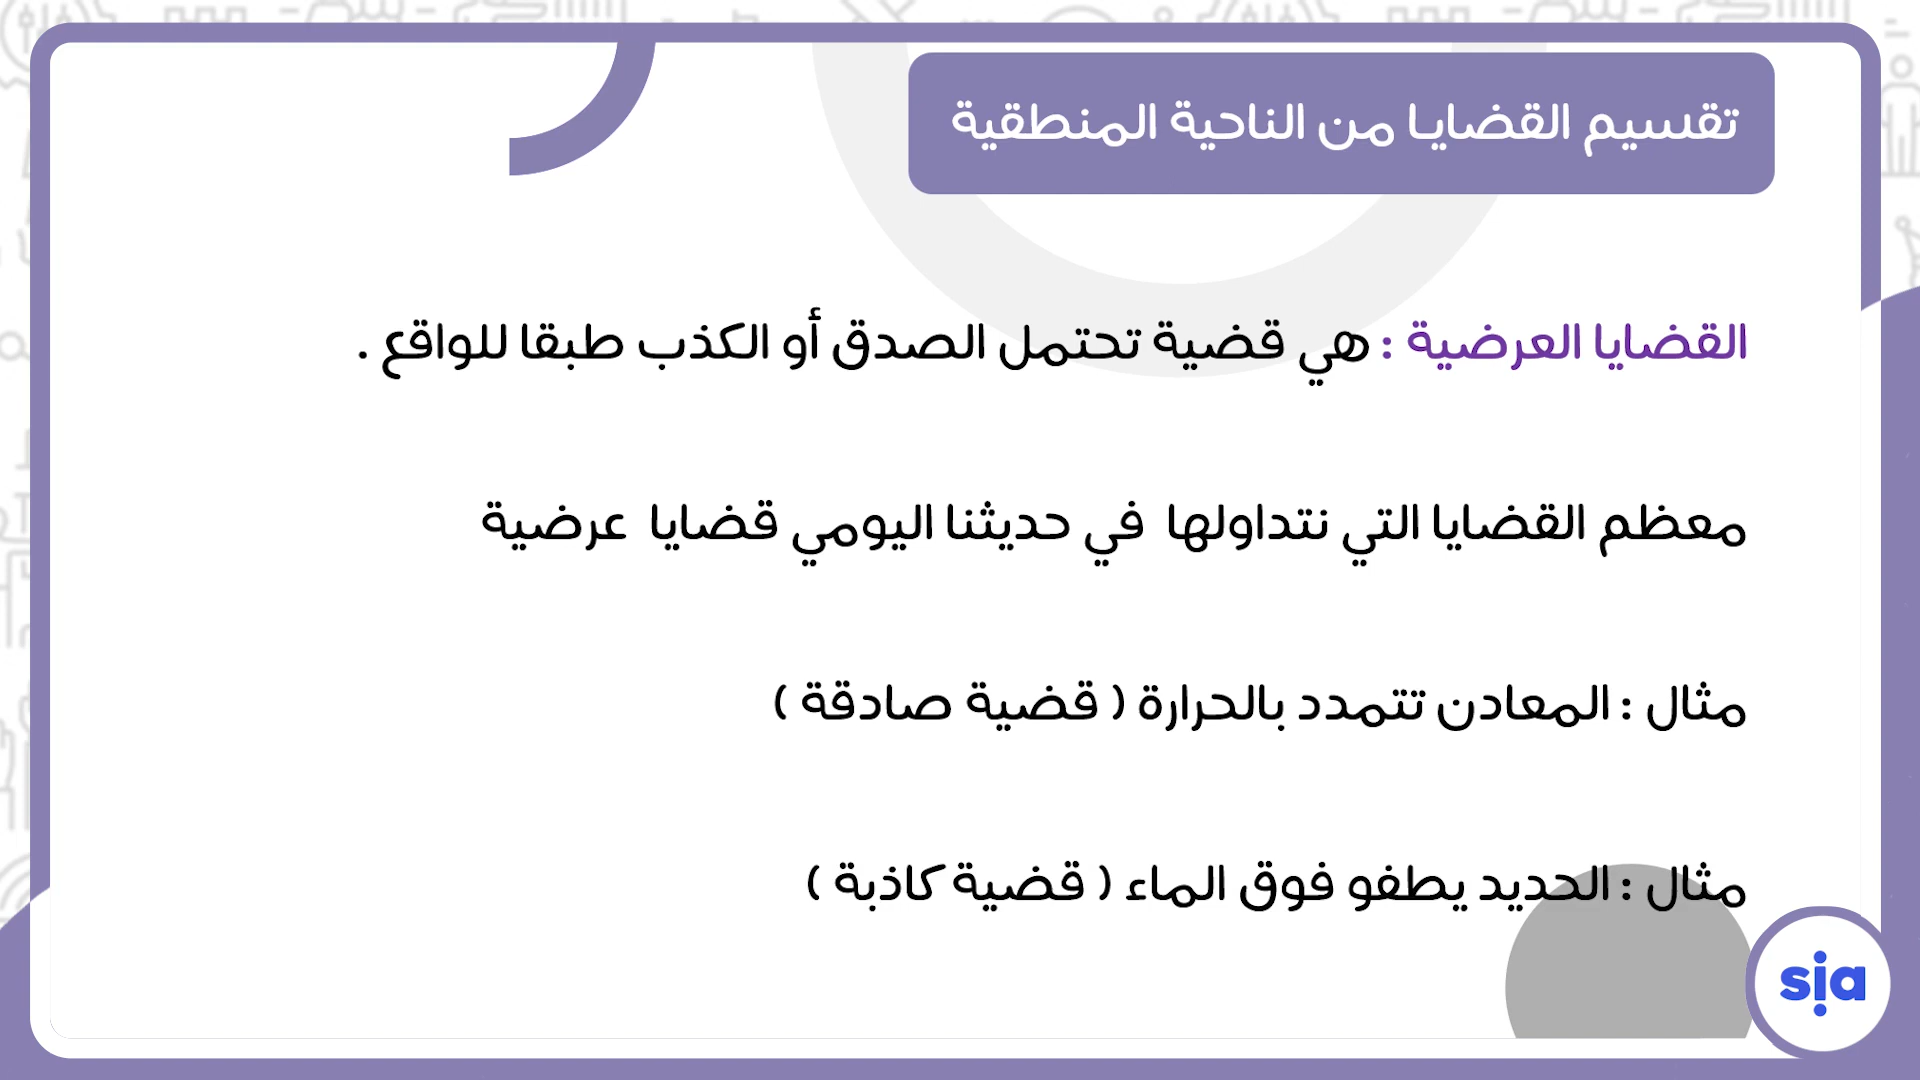 تقسيم القضايا من الناحية المنطقية
القضايا العرضية : هي قضية تحتمل الصدق أو الكذب طبقا للواقع .
معظم القضايا التي نتداولها في حديثنا اليومي قضايا عرضية
مثال : المعادن تتمدد بالحرارة ( قضية صادقة )
مثال : الحديد يطفو فوق الماء ( قضية كاذبة )
sia